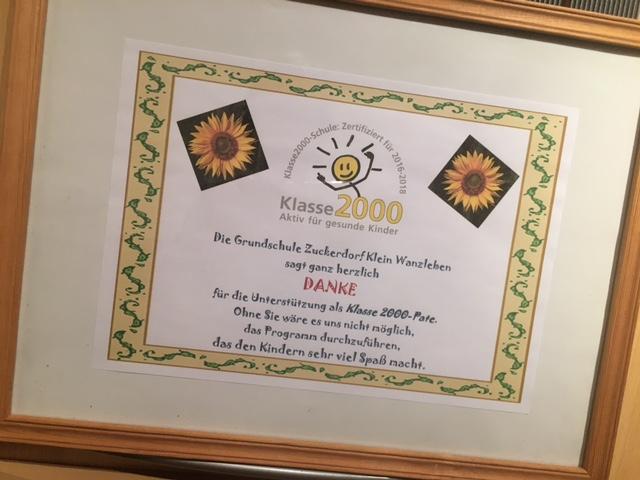 Klasse2000-Schule: Zertifiziert für 2016-2018
Klasse2000
Aktiv für gesunde Kinder
Die Grundschule Zuckerdorf Klein Wanzleben
sagt ganz herzlich
DANKE
für die Unterstützung als Klasse 2000-Pate.
Ohne Sie wäre es uns nicht möglich,
das Programm durchzuführen,
das den Kindern sehr viel Spaß macht.